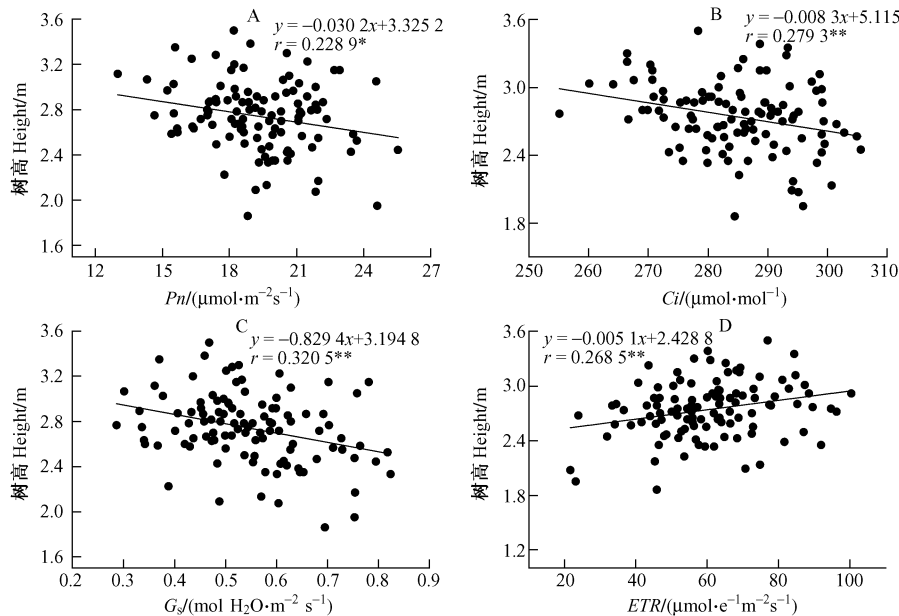 A
y = −0.030 2x+3.325 2
r = 0.228 9*
3.6
3.2
2.8
2.4
2.0
1.6
树高 Height/m
12 15 18 21 24 27
Pn/(μmol·m⁻²s⁻¹)
B
y = −0.008 3x+5.115
r = 0.279 3**
3.6
3.0
2.4
1.8
树高 Height/m
250 260 270 280 290 300 310
Ci/(μmol·mol⁻¹)
C
y = −0.829 4x+3.194 8
r = 0.320 5**
3.6
3.2
2.8
2.4
2.0
1.6
树高 Height/m
0.2 0.3 0.4 0.5 0.6 0.7 0.8 0.9
Gs/(mol H₂O·m⁻² s⁻¹)
D
y = −0.005 1x+2.428 8
r = 0.268 5**
3.6
3.0
2.4
1.8
1.2
树高 Height/m
20 40 60 80 100
ETR/(μmol·e⁻¹m⁻²s⁻¹)